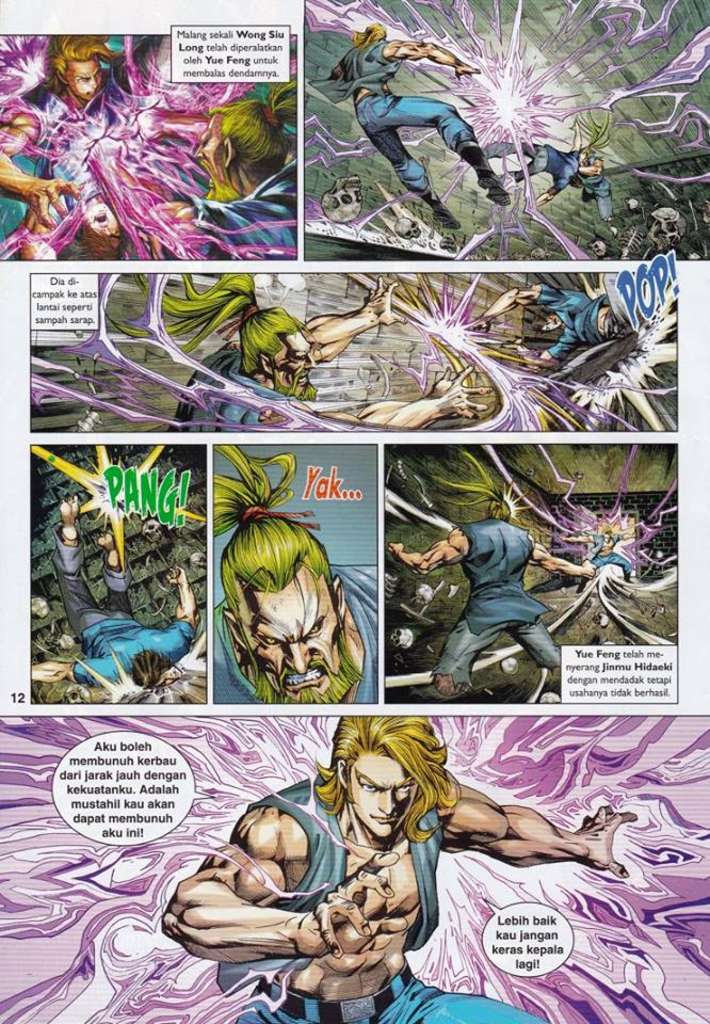 Malang sekali Wong Siu
Long telah diperalatkan
oleh Yue Feng untuk
membalas dendamnya.
Dia di-
campak ke atas
lantai seperti
sampah sarap.
POP!
PANG!
Yak...
Yue Feng telah me-
nyerang Jinmu Hidaeki
dengan mendadak tetapi
usahanya tidak berhasil.
12
Aku boleh
membunuh kerbau
dari jarak jauh dengan
kekuatanku. Adalah
mustahil kau akan
dapat membunuh
aku ini!
Lebih baik
kau jangan
keras kepala
lagi!